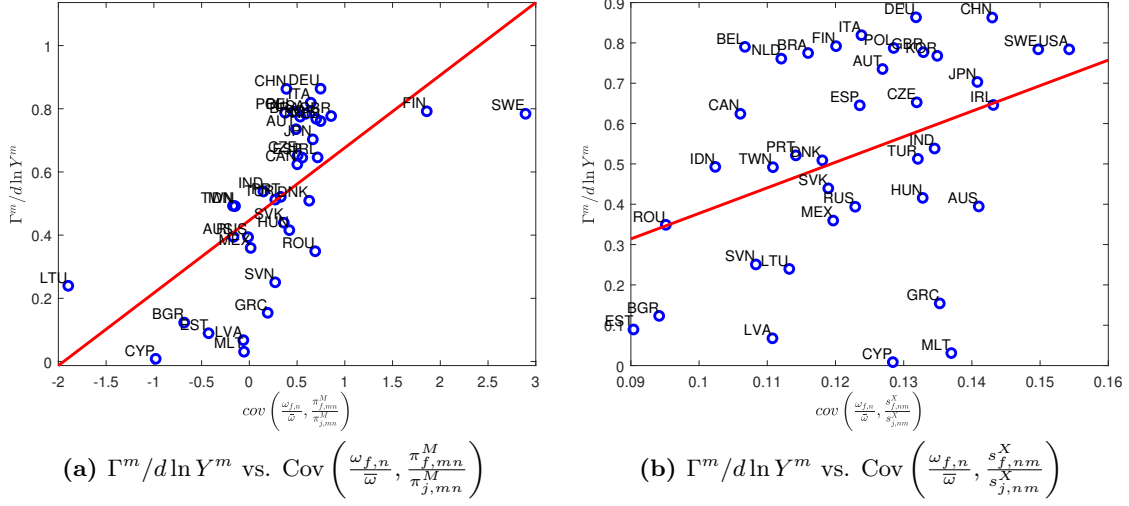 1
0.8
0.6
0.4
0.2
0
Γ^m/d ln Y^m
CHN DEU
ITA
FIN
SWE
AUT
JPN
CZE
CAN
IND
DNK
SVK
HUN
AUS RUS
MEX
ROU
LTU
SVN
GRC
BGR
EST
LVA
MLT
CYP
-2 -1.5 -1 -0.5 0 0.5 1 1.5 2 2.5 3
cov(ω_{f,n}/ω̄, π^M_{f,mn}/π^M_{j,mn})
(a) Γ^m/d ln Y^m vs. Cov(ω_{f,n}/ω̄, π^M_{f,mn}/π^M_{j,mn})
0.9
0.8
0.7
0.6
0.5
0.4
0.3
0.2
0.1
0
Γ^m/d ln Y^m
DEU CHN
ITA
BEL NLD BRA FIN POL GBR KOR SWE USA
AUT
JPN
CAN ESP CZE IRL
IND
IDN TWN PRT DNK TUR
SVK
RUS HUN AUS
MEX
ROU
SVN LTU
GRC
BGR
EST
LVA
MLT
CYP
0.09 0.1 0.11 0.12 0.13 0.14 0.15 0.16
cov(ω_{f,n}/ω̄, s^X_{f,nm}/s^X_{j,nm})
(b) Γ^m/d ln Y^m vs. Cov(ω_{f,n}/ω̄, s^X_{f,nm}/s^X_{j,nm})